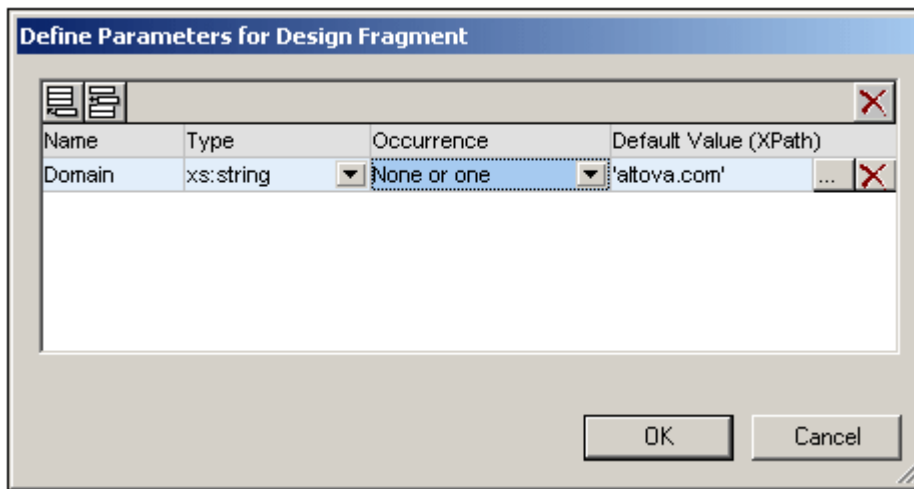 Define Parameters for Design Fragment
Name Type Occurrence Default Value (XPath)
Domain xs:string None or one 'altova.com' ...
OK Cancel